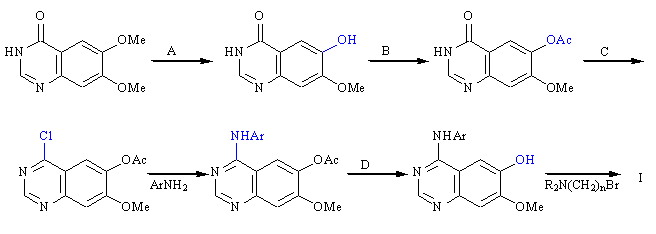 O O O
HN OMe A HN OH B HN OAc C
N OMe N OMe N OMe
Cl NHAr NHAr
N OAc ArNH₂ N OAc D N OH R₂N(CH₂)ₙBr I
N OMe N OMe N OMe